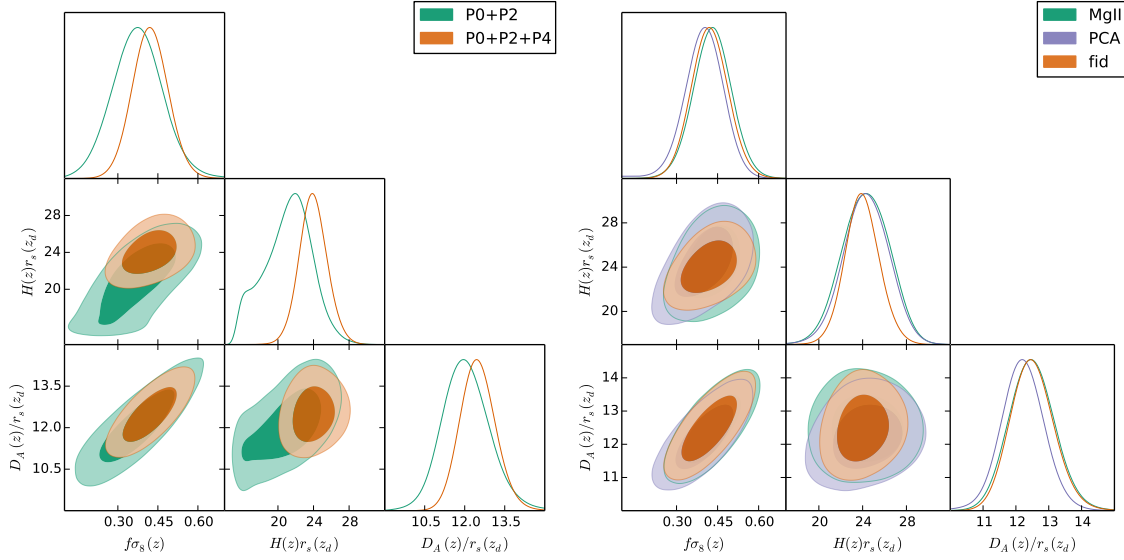 P0+P2
P0+P2+P4
28
24
20
H(z)r_s(z_d)
13.5
12.0
10.5
D_A(z)/r_s(z_d)
0.30 0.45 0.60
20 24 28
10.5 12.0 13.5
fσ_8(z)
H(z)r_s(z_d)
D_A(z)/r_s(z_d)
MgII
PCA
fid
28
24
20
H(z)r_s(z_d)
14
13
12
11
D_A(z)/r_s(z_d)
0.30 0.45 0.60
20 24 28
11 12 13 14
fσ_8(z)
H(z)r_s(z_d)
D_A(z)/r_s(z_d)